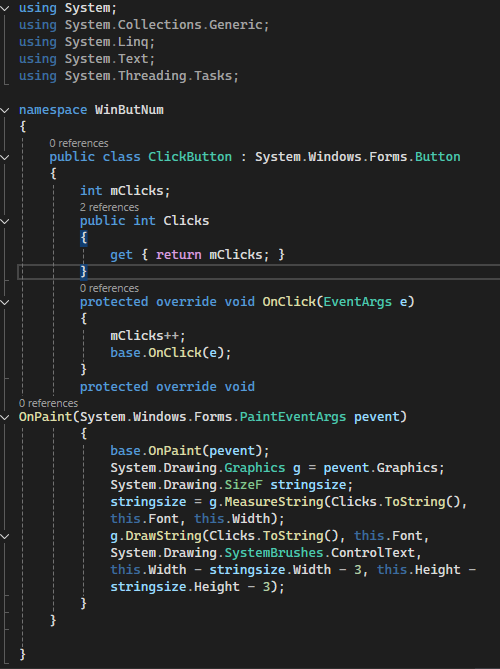 using System;
using System.Collections.Generic;
using System.Linq;
using System.Text;
using System.Threading.Tasks;
namespace WinButNum
{
0 references
public class ClickButton : System.Windows.Forms.Button
{
int mClicks;
2 references
public int Clicks
{
get { return mClicks; }
}
0 references
protected override void OnClick(EventArgs e)
{
mClicks++;
base.OnClick(e);
}
protected override void
0 references
OnPaint(System.Windows.Forms.PaintEventArgs pevent)
{
base.OnPaint(pevent);
System.Drawing.Graphics g = pevent.Graphics;
System.Drawing.SizeF stringsize;
stringsize = g.MeasureString(Clicks.ToString(),
this.Font, this.Width);
g.DrawString(Clicks.ToString(), this.Font,
System.Drawing.SystemBrushes.ControlText,
this.Width - stringsize.Width - 3, this.Height -
stringsize.Height - 3);
}
}
}